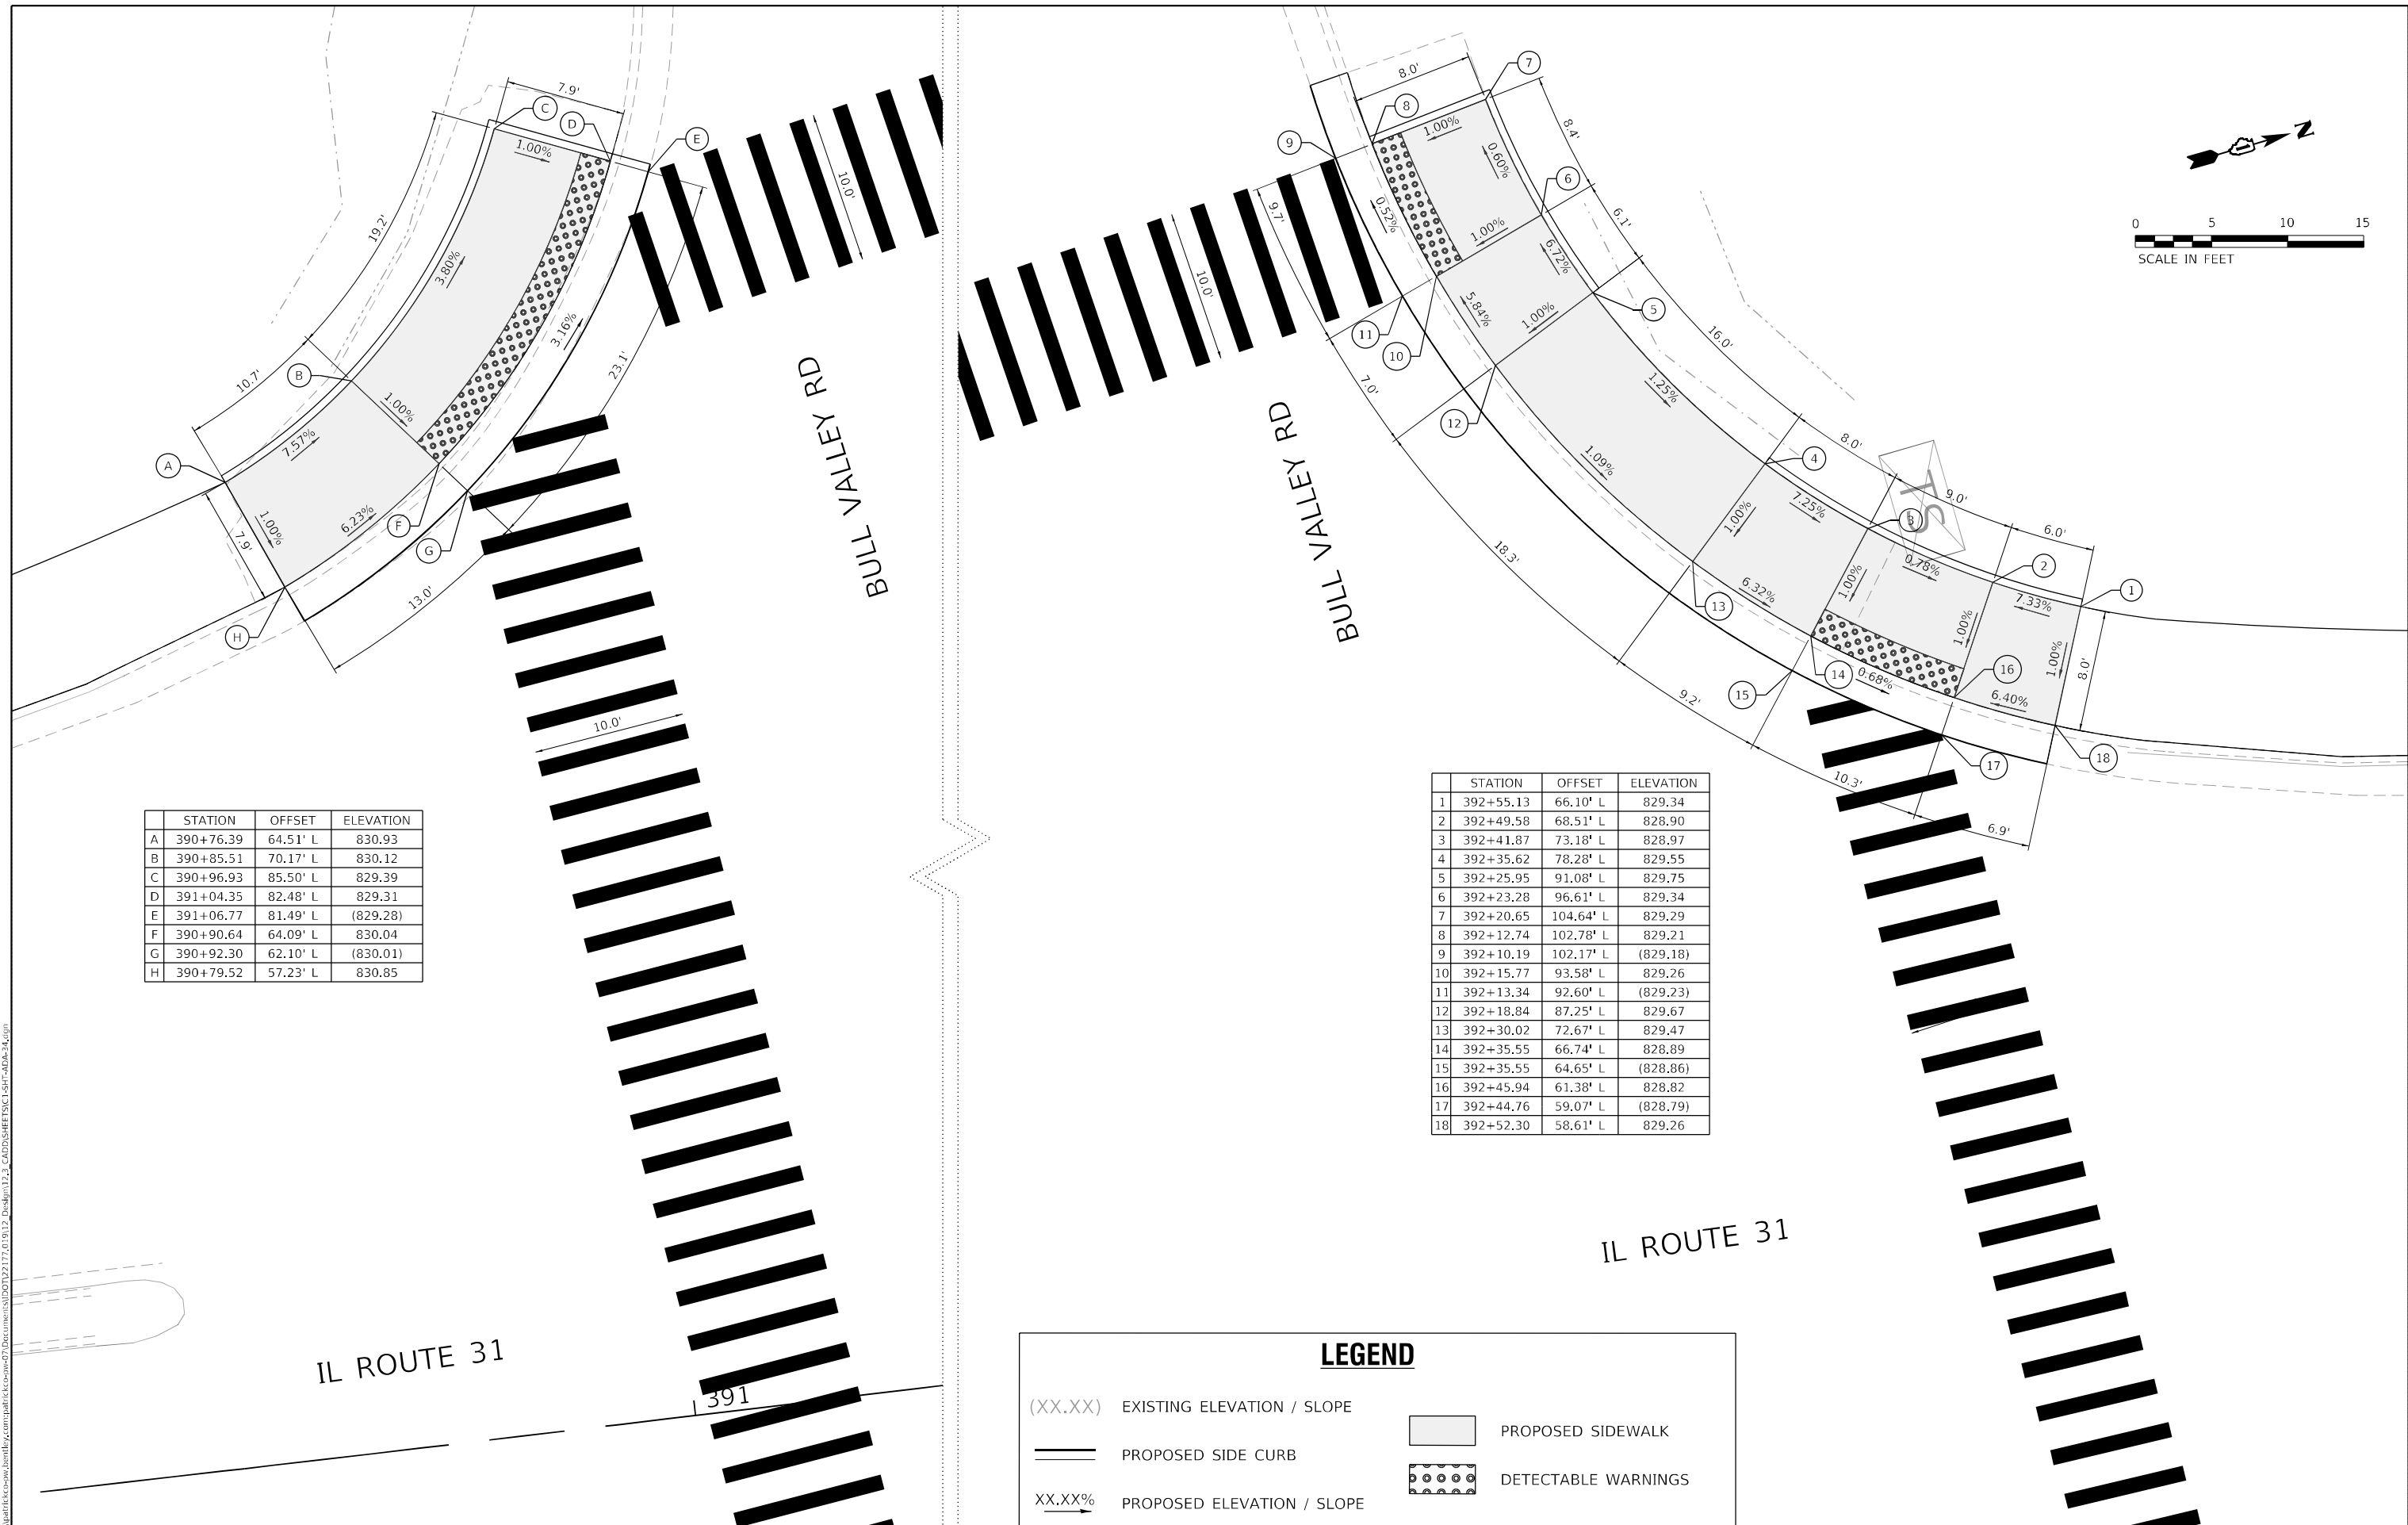 7.9'
C
D
E
1.00%
10.0'
19.2'
3.80%
3.16%
23.1'
B
10.7'
1.00%
7.57%
A
1.00%
7.9'
6.23%
F
G
H
13.0'
10.0'
BULL VALLEY RD
STATION OFFSET ELEVATION
A 390+76.39 64.51' L 830.93
B 390+85.51 70.17' L 830.12
C 390+96.93 85.50' L 829.39
D 391+04.35 82.48' L 829.31
E 391+06.77 81.49' L (829.28)
F 390+90.64 64.09' L 830.04
G 390+92.30 62.10' L (830.01)
H 390+79.52 57.23' L 830.85
IL ROUTE 31
391
8.0'
7
8
9
1.00%
8.4'
0.60%
6
9.7'
0.52%
1.00%
6.1'
6.72%
10.0'
5
11
10
5.84%
1.00%
7.0'
16.0'
1.25%
12
1.09%
8.0'
4
7.25%
TS
9.0'
3
6.0'
0.78%
2
1
7.33%
1.00%
1.00%
1.00%
1.00%
8.0'
18.3'
13
6.32%
14
0.68%
16
6.40%
15
9.2'
17
18
10.3'
6.9'
BULL VALLEY RD
N
0 5 10 15
SCALE IN FEET
STATION OFFSET ELEVATION
1 392+55.13 66.10' L 829.34
2 392+49.58 68.51' L 828.90
3 392+41.87 73.18' L 828.97
4 392+35.62 78.28' L 829.55
5 392+25.95 91.08' L 829.75
6 392+23.28 96.61' L 829.34
7 392+20.65 104.64' L 829.29
8 392+12.74 102.78' L 829.21
9 392+10.19 102.17' L (829.18)
10 392+15.77 93.58' L 829.26
11 392+13.34 92.60' L (829.23)
12 392+18.84 87.25' L 829.67
13 392+30.02 72.67' L 829.47
14 392+35.55 66.74' L 828.89
15 392+35.55 64.65' L (828.86)
16 392+45.94 61.38' L 828.82
17 392+44.76 59.07' L (828.79)
18 392+52.30 58.61' L 829.26
IL ROUTE 31
LEGEND
(XX.XX) EXISTING ELEVATION / SLOPE
PROPOSED SIDE CURB
XX.XX% PROPOSED ELEVATION / SLOPE
PROPOSED SIDEWALK
DETECTABLE WARNINGS